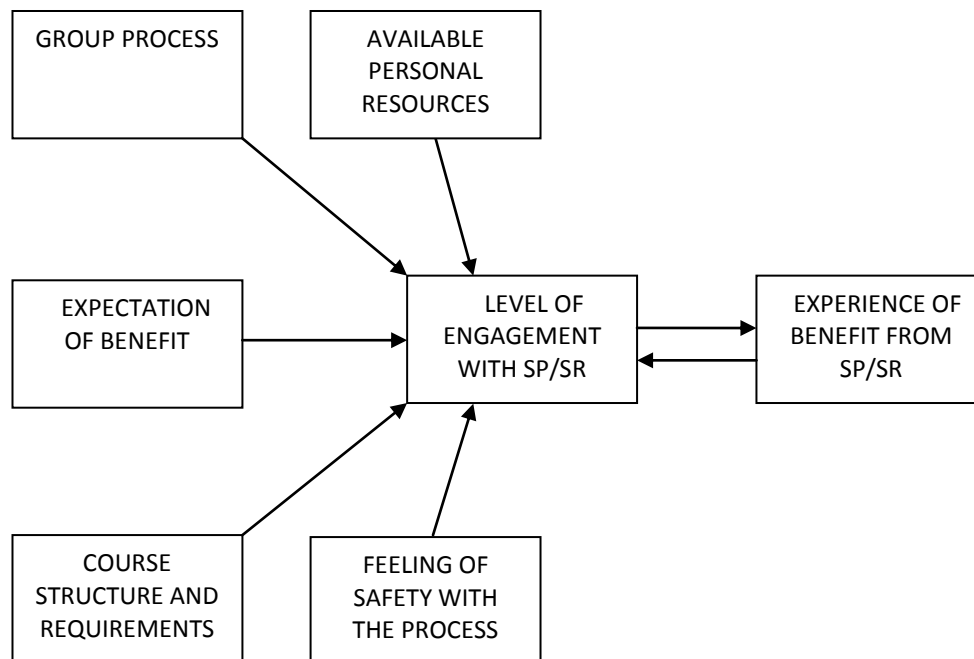 GROUP PROCESS
AVAILABLE
PERSONAL
RESOURCES
EXPECTATION
OF BENEFIT
LEVEL OF
ENGAGEMENT
WITH SP/SR
EXPERIENCE OF
BENEFIT FROM
SP/SR
COURSE
STRUCTURE AND
REQUIREMENTS
FEELING OF
SAFETY WITH
THE PROCESS